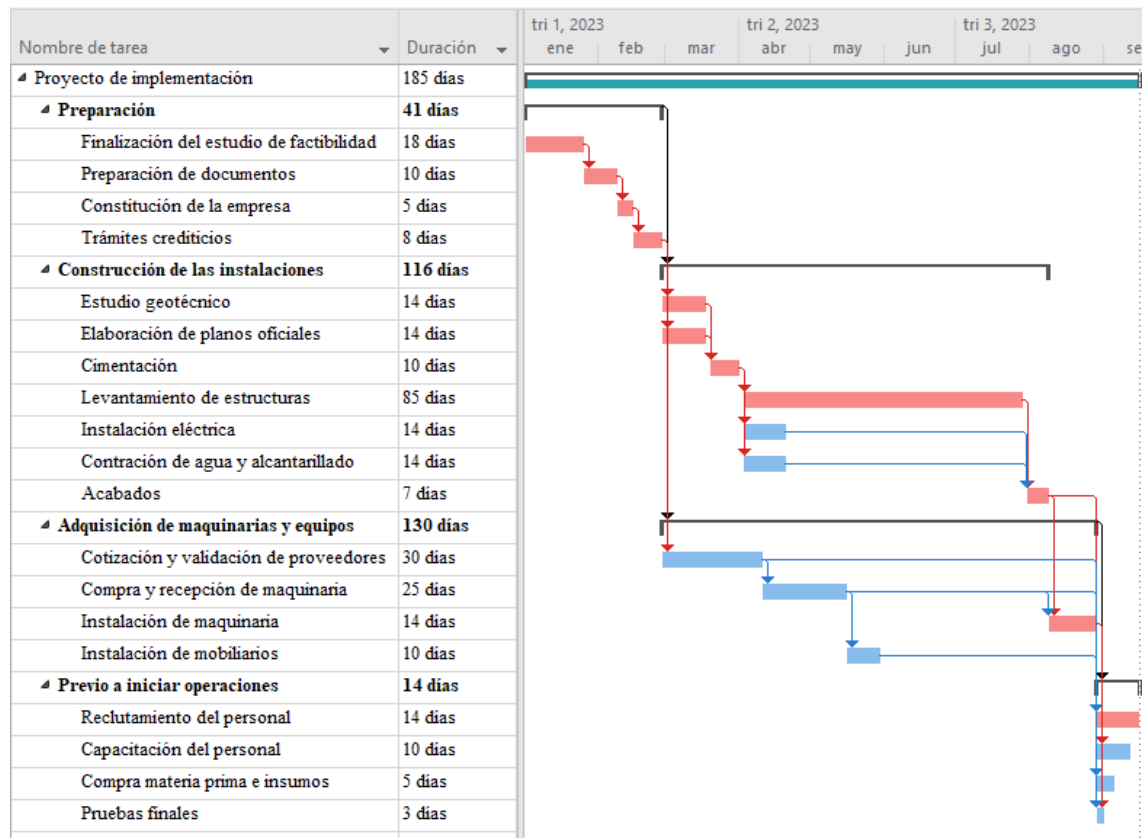 tri 1, 2023 tri 2, 2023 tri 3, 2023
Nombre de tarea Duración ene feb mar abr may jun jul ago se
Proyecto de implementación 185 días
Preparación 41 días
Finalización del estudio de factibilidad 18 días
Preparación de documentos 10 días
Constitución de la empresa 5 días
Trámites crediticios 8 días
Construcción de las instalaciones 116 días
Estudio geotécnico 14 días
Elaboración de planos oficiales 14 días
Cimentación 10 días
Levantamiento de estructuras 85 días
Instalación eléctrica 14 días
Contración de agua y alcantarillado 14 días
Acabados 7 días
Adquisición de maquinarias y equipos 130 días
Cotización y validación de proveedores 30 días
Compra y recepción de maquinaria 25 días
Instalación de maquinaria 14 días
Instalación de mobiliarios 10 días
Previo a iniciar operaciones 14 días
Reclutamiento del personal 14 días
Capacitación del personal 10 días
Compra materia prima e insumos 5 días
Pruebas finales 3 días